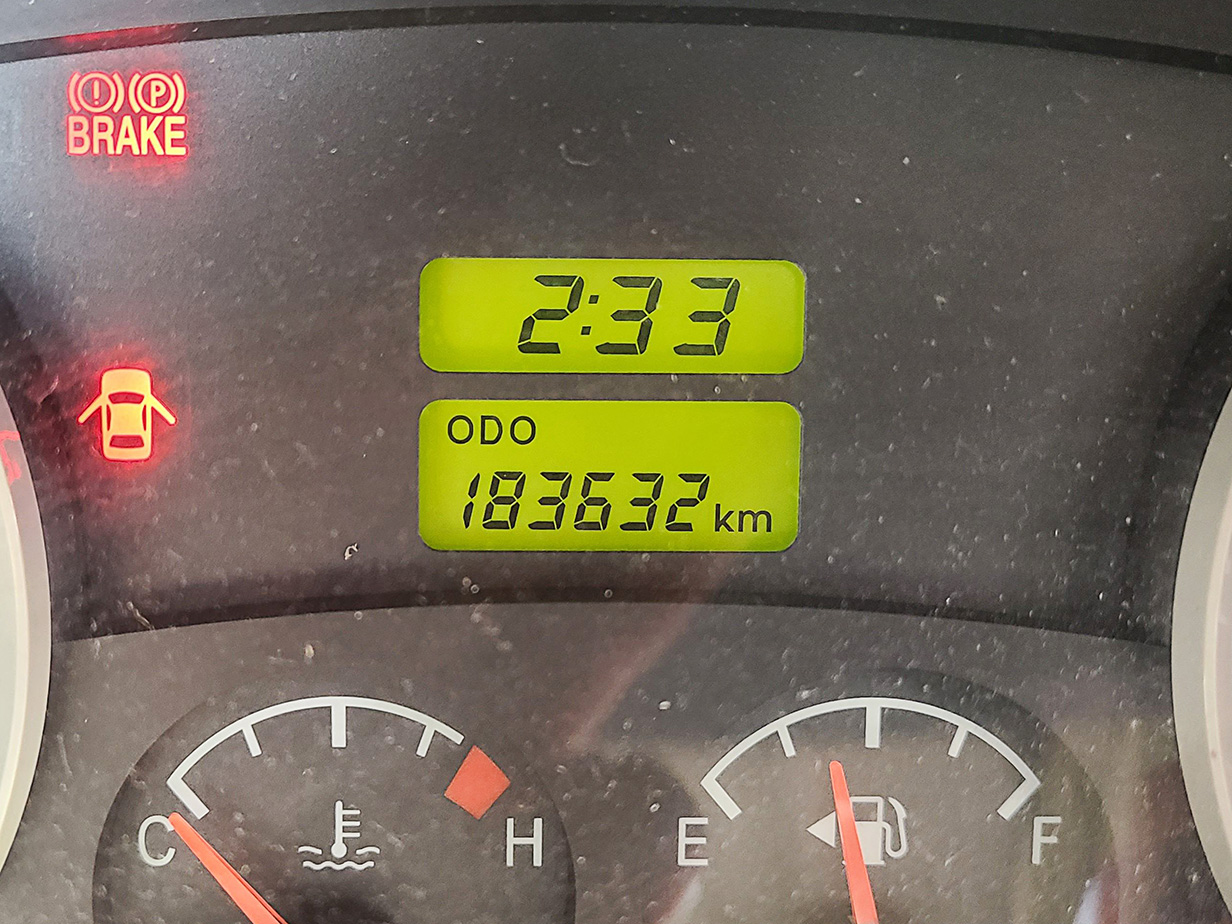 (!) (P)
BRAKE
2:33
ODO
183632 km
C H
E F